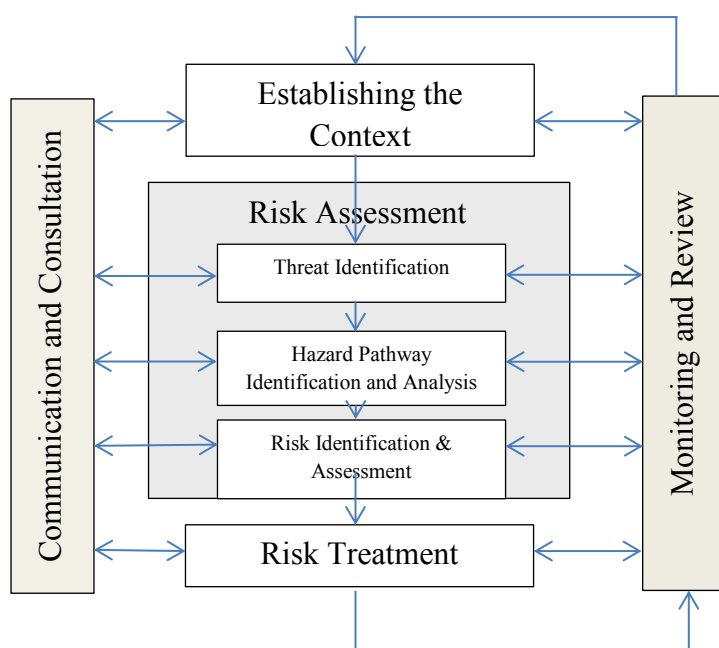 Establishing the
Context
Communication and Consultation
Risk Assessment
Threat Identification
Hazard Pathway
Identification and Analysis
Risk Identification &
Assessment
Risk Treatment
Monitoring and Review